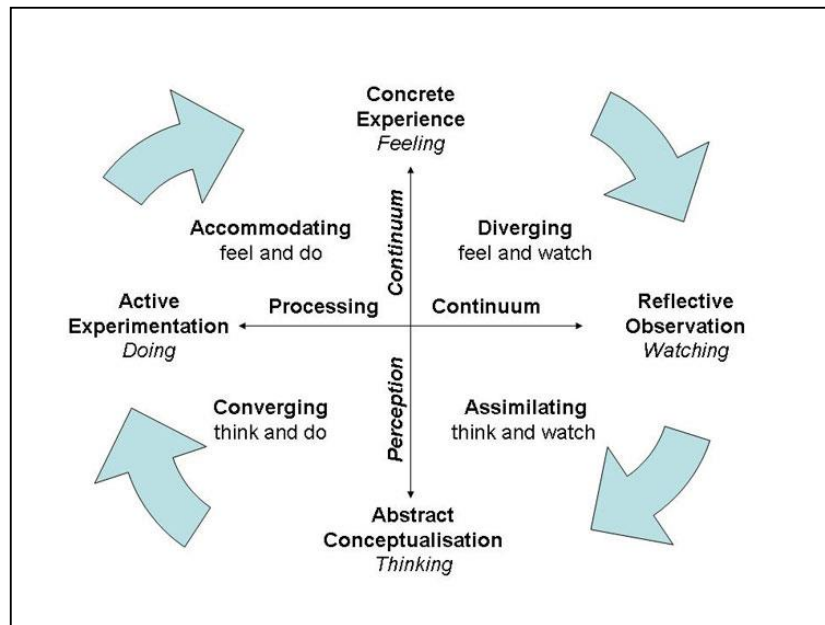 Concrete
Experience
Feeling
Accommodating
feel and do
Continuum
Diverging
feel and watch
Active
Experimentation
Doing
Processing
Continuum
Reflective
Observation
Watching
Converging
think and do
Perception
Assimilating
think and watch
Abstract
Conceptualisation
Thinking